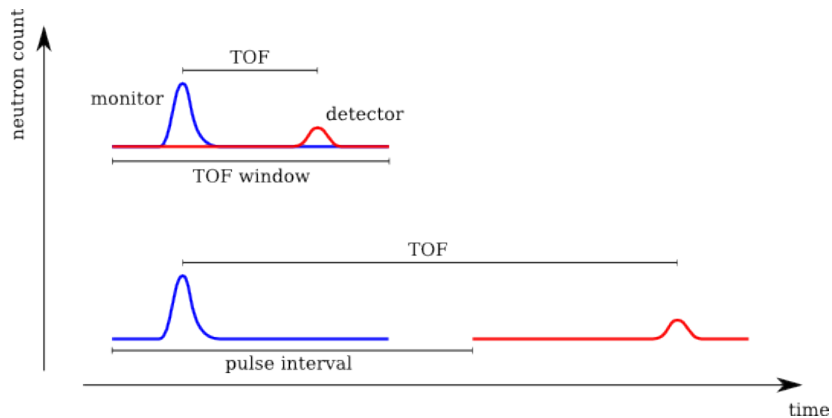 neutron count
TOF
monitor
detector
TOF window
TOF
pulse interval
time